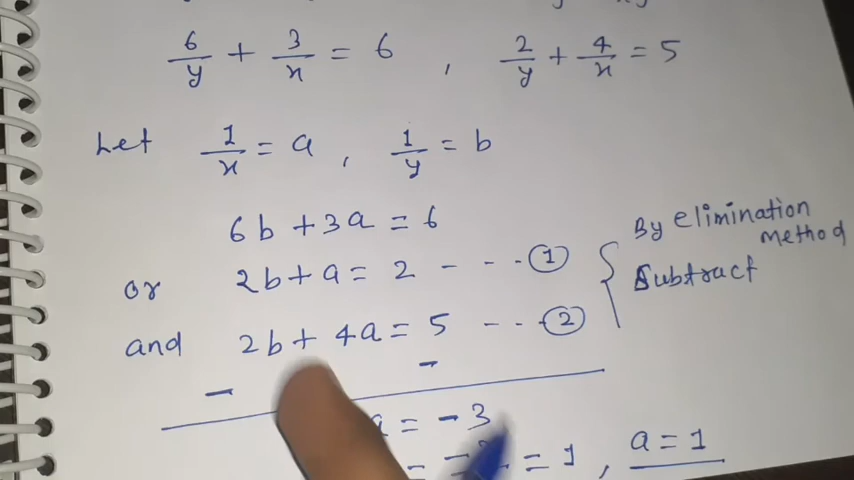 6/y + 3/x = 6 , 2/y + 4/x = 5
Let 1/x = a , 1/y = b
6b + 3a = 6
or 2b + a = 2 - - - ①
and 2b + 4a = 5 - - - ②
By elimination
method
Subtract
- -
a = -3
= 1 , a = 1